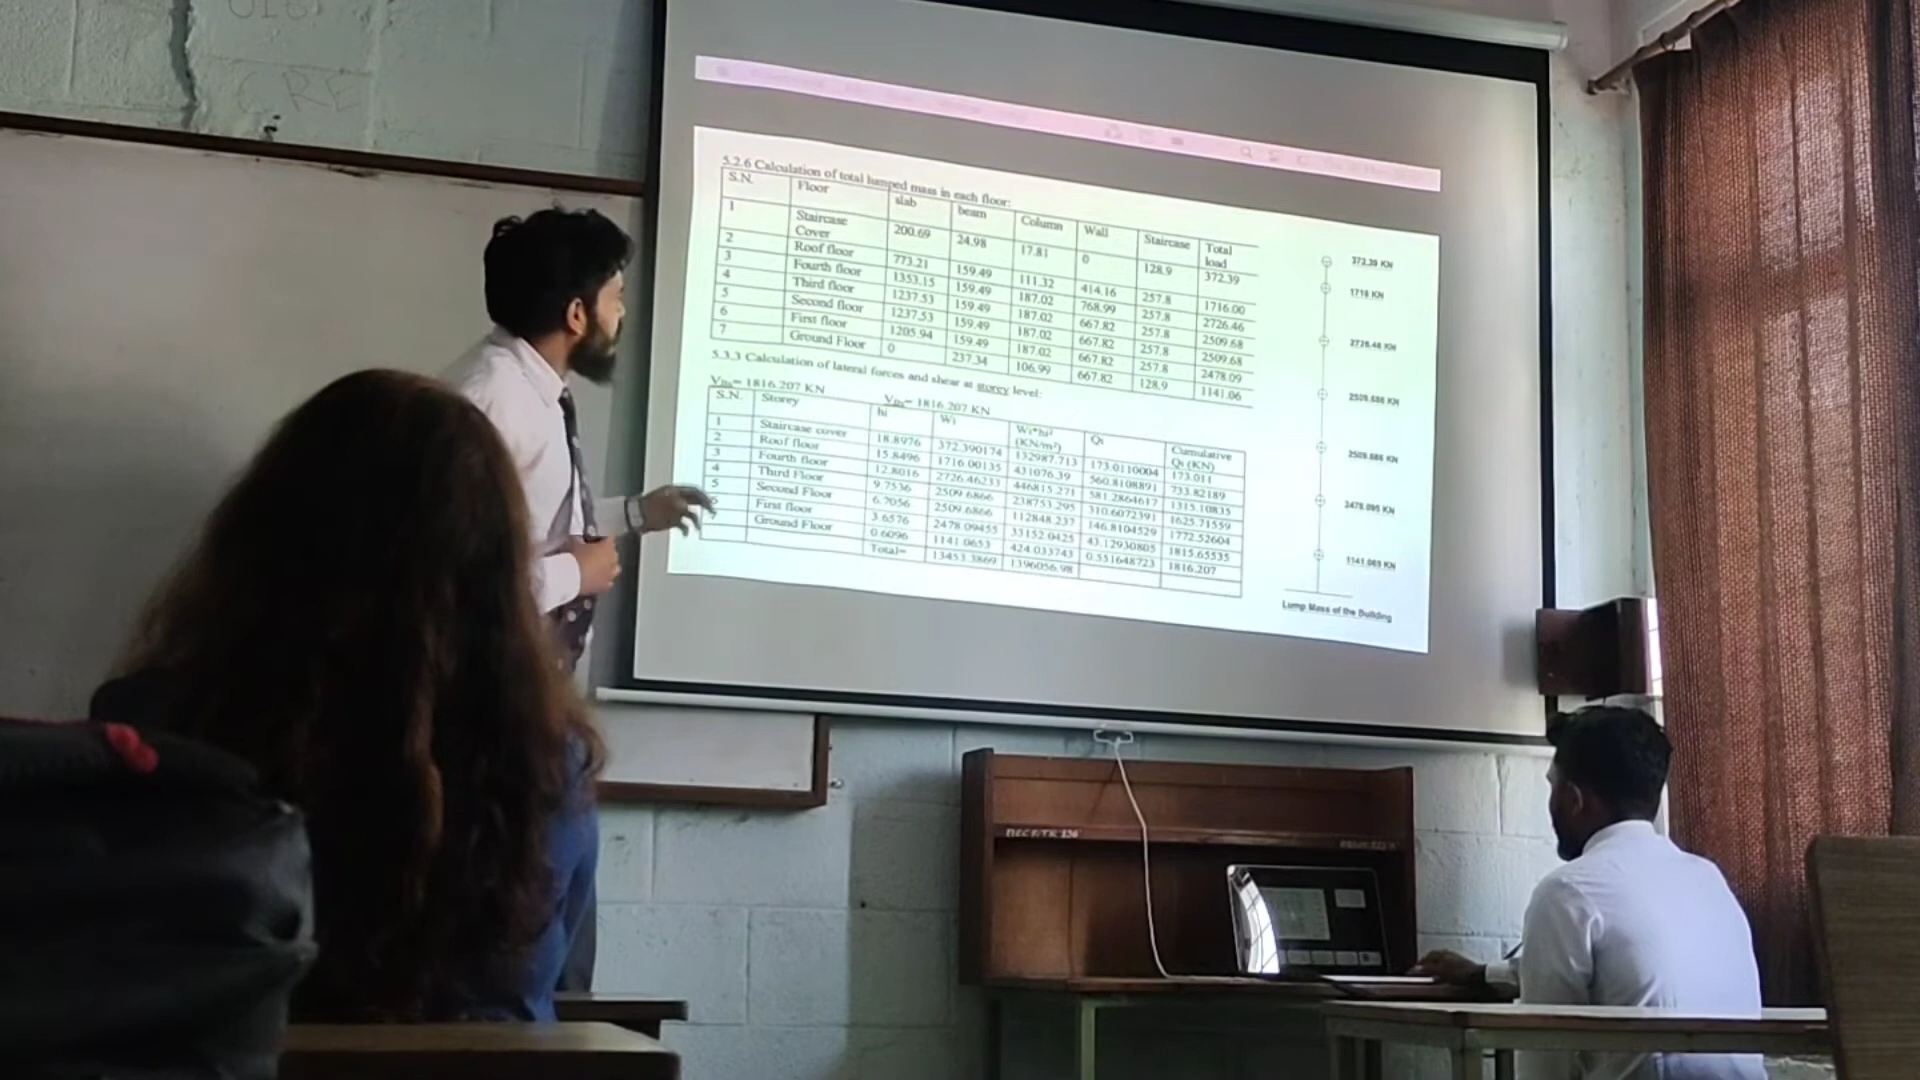 CRE
5.2.6 Calculation of total lumped mass in each floor:
S.N. Floor slab beam Column Wall Staircase Total load
1 Staircase Cover 200.69 24.98 17.81 0 128.9 372.39
2 Roof floor 773.21 159.49 111.32 414.16 257.8 1716.00
3 Fourth floor 1353.15 159.49 187.02 768.99 257.8 2726.46
4 Third floor 1237.53 159.49 187.02 667.82 257.8 2509.68
5 Second floor 1237.53 159.49 187.02 667.82 257.8 2509.68
6 First floor 1205.94 159.49 187.02 667.82 257.8 2478.09
7 Ground Floor 0 237.34 106.99 667.82 128.9 1141.06
5.3.3 Calculation of lateral forces and shear at storey level:
= 1816.207 KN = 1816.207 KN
S.N. Storey hi Wi Wi*hi² (KN/m²) Qi Cumulative Qi (KN)
1 Staircase cover 18.8976 372.390174 132987.713 173.0110004 173.011
2 Roof floor 15.8496 1716.00135 431076.39 560.8108891 733.82189
3 Fourth floor 12.8016 2726.46233 446815.271 581.2864617 1315.10835
4 Third Floor 9.7536 2509.6866 238753.295 310.6072391 1625.71559
5 Second Floor 6.7056 2509.6866 112848.237 146.8104529 1772.52604
6 First floor 3.6576 2478.09455 33152.0425 43.12930805 1815.65535
Ground Floor 0.6096 1141.0653 424.033743 0.551648723 1816.207
Total= 13453.3869 1396056.98
372.39 KN
1716 KN
2726.46 KN
2509.686 KN
2509.686 KN
2478.095 KN
1141.065 KN
Lump Mass of the Building